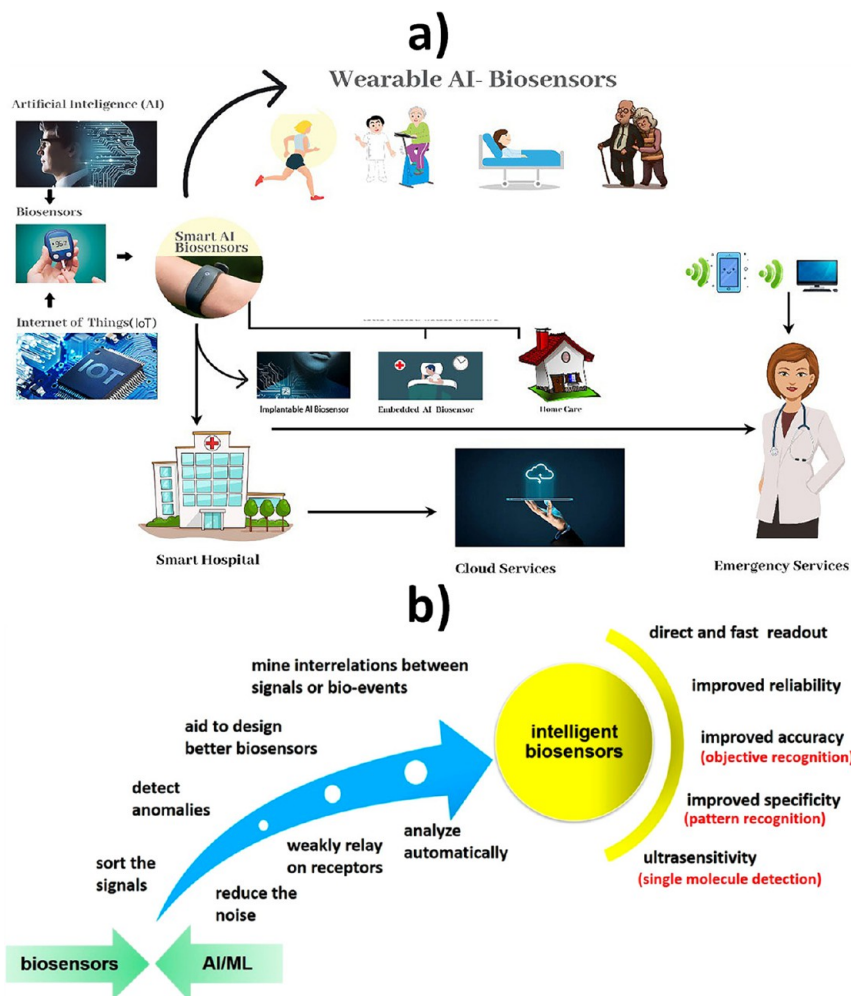 a)
Wearable AI- Biosensors
Artificial Inteligence (AI)
Biosensors
Smart AI
Biosensors
Internet of Things(IoT)
IOT
Implantable AI Biosensor
Embedded AI Biosensor
Home Care
Smart Hospital
Cloud Services
Emergency Services
b)
mine interrelations between
signals or bio-events
aid to design
better biosensors
detect
anomalies
sort the
signals
reduce the
noise
weakly relay
on receptors
analyze
automatically
biosensors
AI/ML
intelligent
biosensors
direct and fast readout
improved reliability
improved accuracy
(objective recognition)
improved specificity
(pattern recognition)
ultrasensitivity
(single molecule detection)